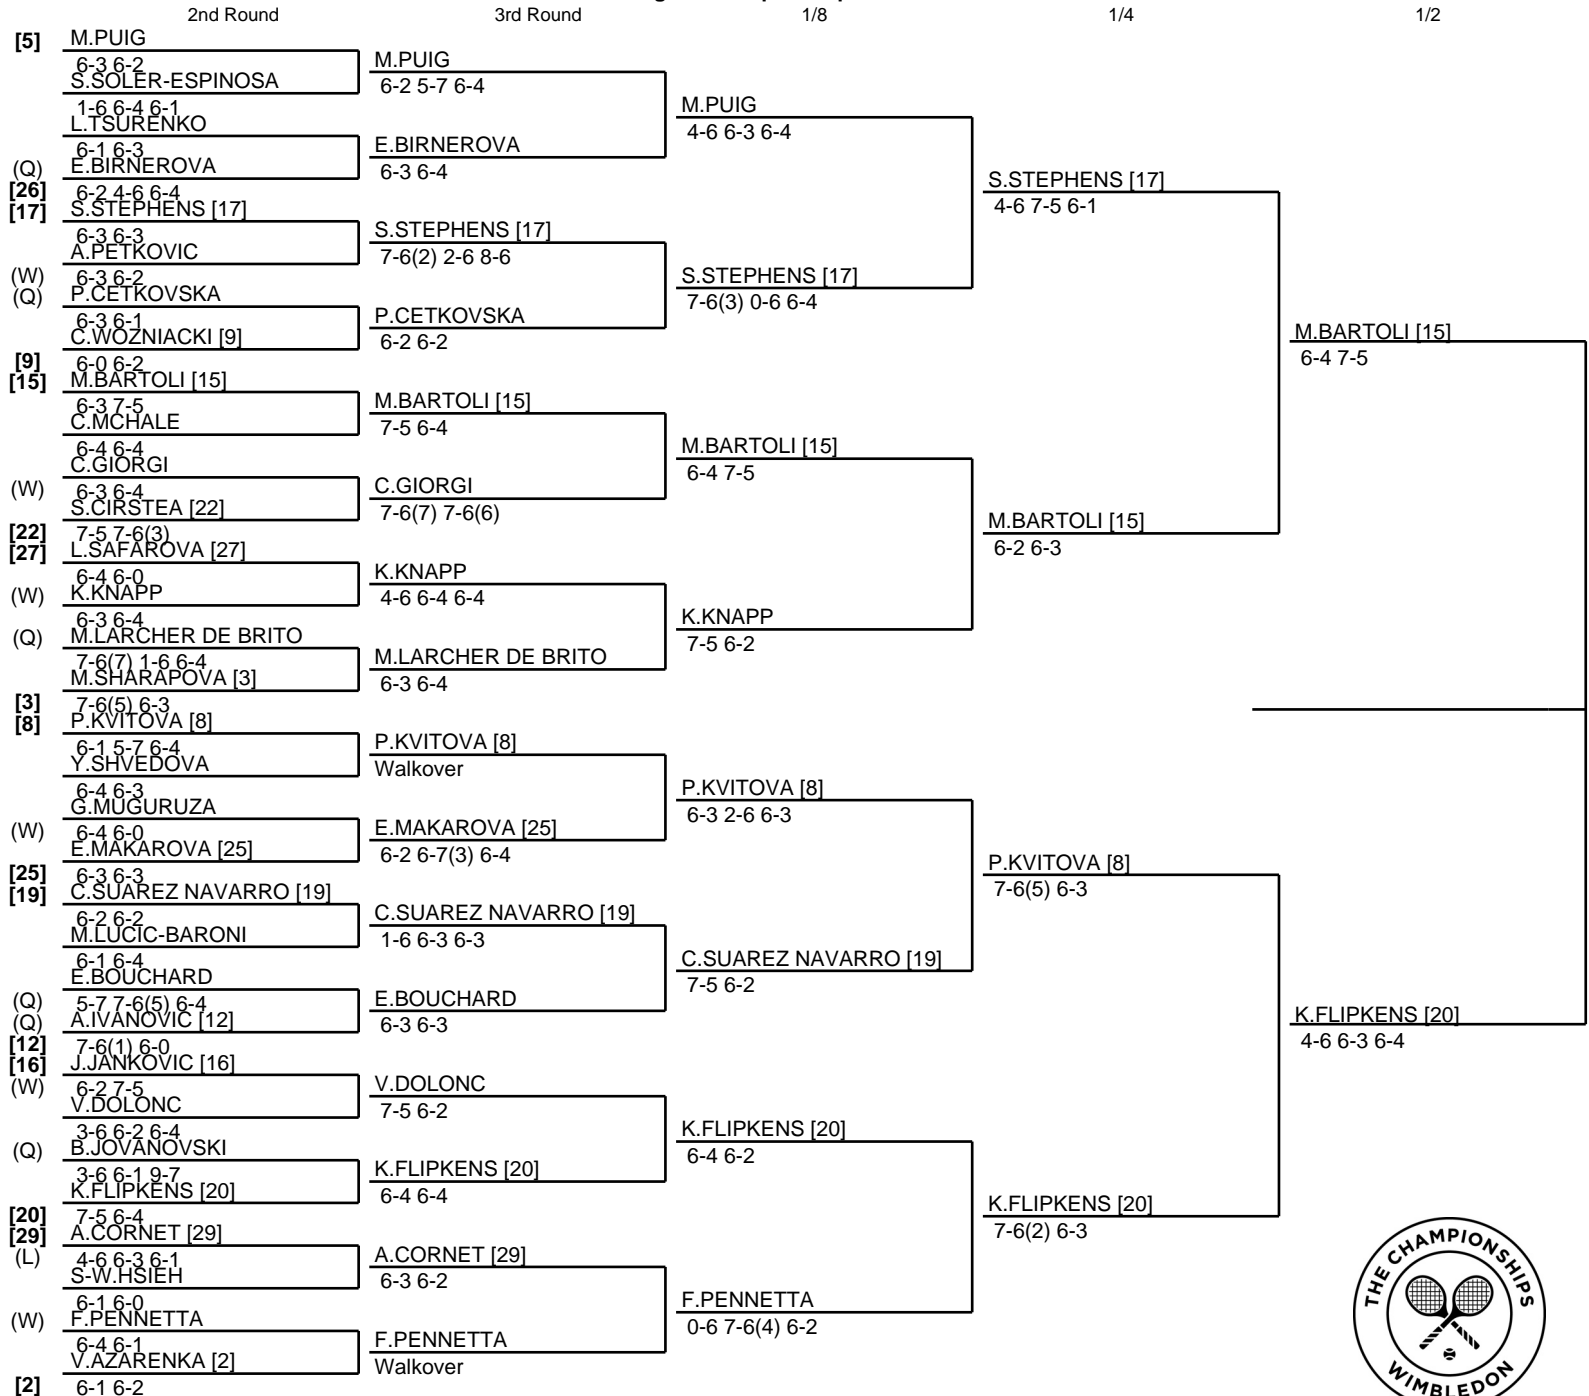 2nd Round 3rd Round 1/8 1/4 1/2
[5] M.PUIG
6-3 6-2
S.SOLER-ESPINOSA
1-6 6-4 6-1
L.TSURENKO
6-1 6-3
(Q) E.BIRNEROVA
[26] 6-2 4-6 6-4
[17] S.STEPHENS [17]
6-3 6-3
A.PETKOVIC
(W) 6-3 6-2
(Q) P.CETKOVSKA
6-3 6-1
C.WOZNIACKI [9]
[9] 6-0 6-2
[15] M.BARTOLI [15]
6-3 7-5
C.MCHALE
6-4 6-4
C.GIORGI
(W) 6-3 6-4
S.CIRSTEA [22]
[22] 7-5 7-6(3)
[27] L.SAFAROVA [27]
6-4 6-0
(W) K.KNAPP
6-3 6-4
(Q) M.LARCHER DE BRITO
7-6(7) 1-6 6-4
M.SHARAPOVA [3]
[3] 7-6(5) 6-3
[8] P.KVITOVA [8]
6-1 5-7 6-4
Y.SHVEDOVA
6-4 6-3
G.MUGURUZA
(W) 6-4 6-0
E.MAKAROVA [25]
[25] 6-3 6-3
[19] C.SUAREZ NAVARRO [19]
6-2 6-2
M.LUCIC-BARONI
6-1 6-4
E.BOUCHARD
(Q) 5-7 7-6(5) 6-4
(Q) A.IVANOVIC [12]
[12] 7-6(1) 6-0
[16] J.JANKOVIC [16]
(W) 6-2 7-5
V.DOLONC
3-6 6-2 6-4
(Q) B.JOVANOVSKI
3-6 6-1 9-7
K.FLIPKENS [20]
[20] 7-5 6-4
[29] A.CORNET [29]
(L) 4-6 6-3 6-1
S-W.HSIEH
6-1 6-0
(W) F.PENNETTA
6-4 6-1
V.AZARENKA [2]
[2] 6-1 6-2
M.PUIG
6-2 5-7 6-4
E.BIRNEROVA
6-3 6-4
S.STEPHENS [17]
7-6(2) 2-6 8-6
P.CETKOVSKA
6-2 6-2
M.BARTOLI [15]
7-5 6-4
C.GIORGI
7-6(7) 7-6(6)
K.KNAPP
4-6 6-4 6-4
M.LARCHER DE BRITO
6-3 6-4
P.KVITOVA [8]
Walkover
E.MAKAROVA [25]
6-2 6-7(3) 6-4
C.SUAREZ NAVARRO [19]
1-6 6-3 6-3
E.BOUCHARD
6-3 6-3
V.DOLONC
7-5 6-2
K.FLIPKENS [20]
6-4 6-4
A.CORNET [29]
6-3 6-2
F.PENNETTA
Walkover
M.PUIG
4-6 6-3 6-4
S.STEPHENS [17]
7-6(3) 0-6 6-4
M.BARTOLI [15]
6-4 7-5
K.KNAPP
7-5 6-2
P.KVITOVA [8]
6-3 2-6 6-3
C.SUAREZ NAVARRO [19]
7-5 6-2
K.FLIPKENS [20]
6-4 6-2
F.PENNETTA
0-6 7-6(4) 6-2
S.STEPHENS [17]
4-6 7-5 6-1
M.BARTOLI [15]
6-2 6-3
P.KVITOVA [8]
7-6(5) 6-3
K.FLIPKENS [20]
7-6(2) 6-3
M.BARTOLI [15]
6-4 7-5
K.FLIPKENS [20]
4-6 6-3 6-4
THE CHAMPIONSHIPS
WIMBLEDON